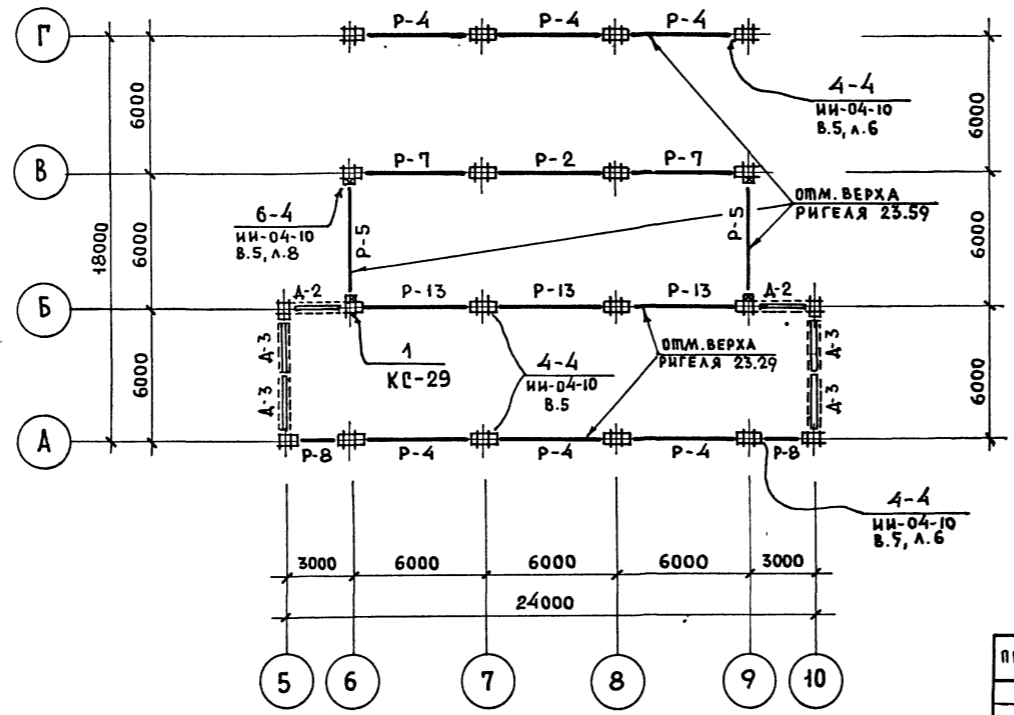 Г
Р-4 Р-4 Р-4
4-4
ИИ-04-10
В.5, Л.6
6000
6000
В
Р-7 Р-2 Р-7
ОТМ. ВЕРХА
РИГЕЛЯ 23.59
6-4
ИИ-04-10
В.5, Л.8
Р-5
Р-5
18000
6000
6000
Б
Д-2 Р-13 Р-13 Р-13 Д-2
1
КС-29
4-4
ИИ-04-10
В.5
ОТМ. ВЕРХА
РИГЕЛЯ 23.29
Д-3
Д-3
Д-3
Д-3
6000
6000
А
Р-8 Р-4 Р-4 Р-4 Р-8
4-4
ИИ-04-10
В.5, Л.6
3000 6000 6000 6000 3000
24000
5 6 7 8 9 10